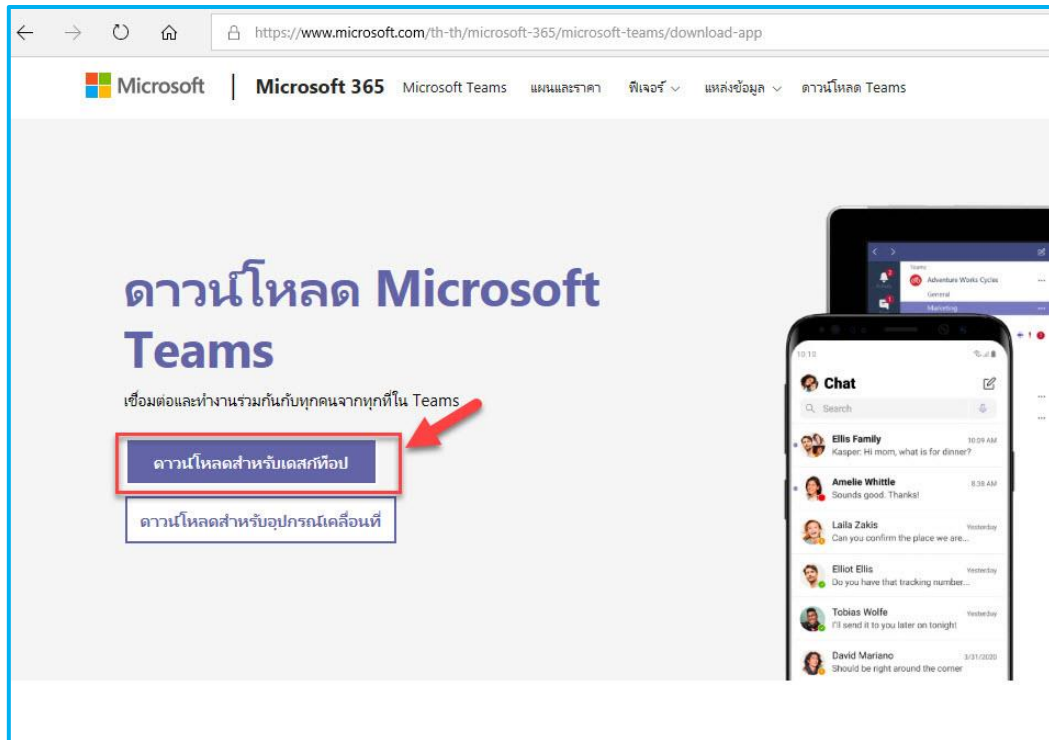 https://www.microsoft.com/th-th/microsoft-365/microsoft-teams/download-app
Microsoft | Microsoft 365 Microsoft Teams แผนและราคา ฟีเจอร์ แหล่งข้อมูล ดาวน์โหลด Teams
ดาวน์โหลด Microsoft
Teams
เชื่อมต่อและทำงานร่วมกันกับทุกคนจากทุกที่ใน Teams
ดาวน์โหลดสำหรับเดสก์ท็อป
ดาวน์โหลดสำหรับอุปกรณ์เคลื่อนที่
Teams
Adventure Works Cycles
General
Marketing
10:10
Chat
Search
Ellis Family 10:09 AM
Kasper: Hi mom, what is for dinner?
Amelie Whittle 8:39 AM
Sounds good. Thanks!
Laila Zakis Yesterday
Can you confirm the place we are...
Elliot Ellis Yesterday
Do you have that tracking number...
Tobias Wolfe Yesterday
I'll send it to you later on tonight
David Mariano 3/31/2020
Should be right around the corner